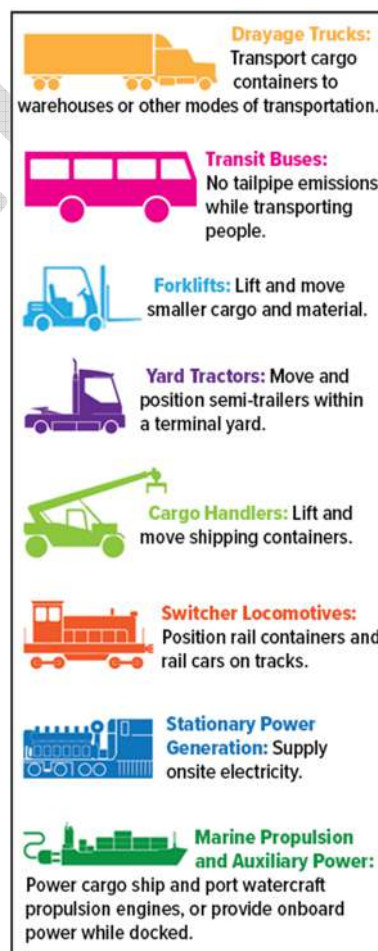 Drayage Trucks:
Transport cargo
containers to
warehouses or other modes of transportation.
Transit Buses:
No tailpipe emissions
while transporting
people.
Forklifts: Lift and move
smaller cargo and material.
Yard Tractors: Move and
position semi-trailers within
a terminal yard.
Cargo Handlers: Lift and
move shipping containers.
Switcher Locomotives:
Position rail containers and
rail cars on tracks.
Stationary Power
Generation: Supply
onsite electricity.
Marine Propulsion
and Auxiliary Power:
Power cargo ship and port watercraft
propulsion engines, or provide onboard
power while docked.